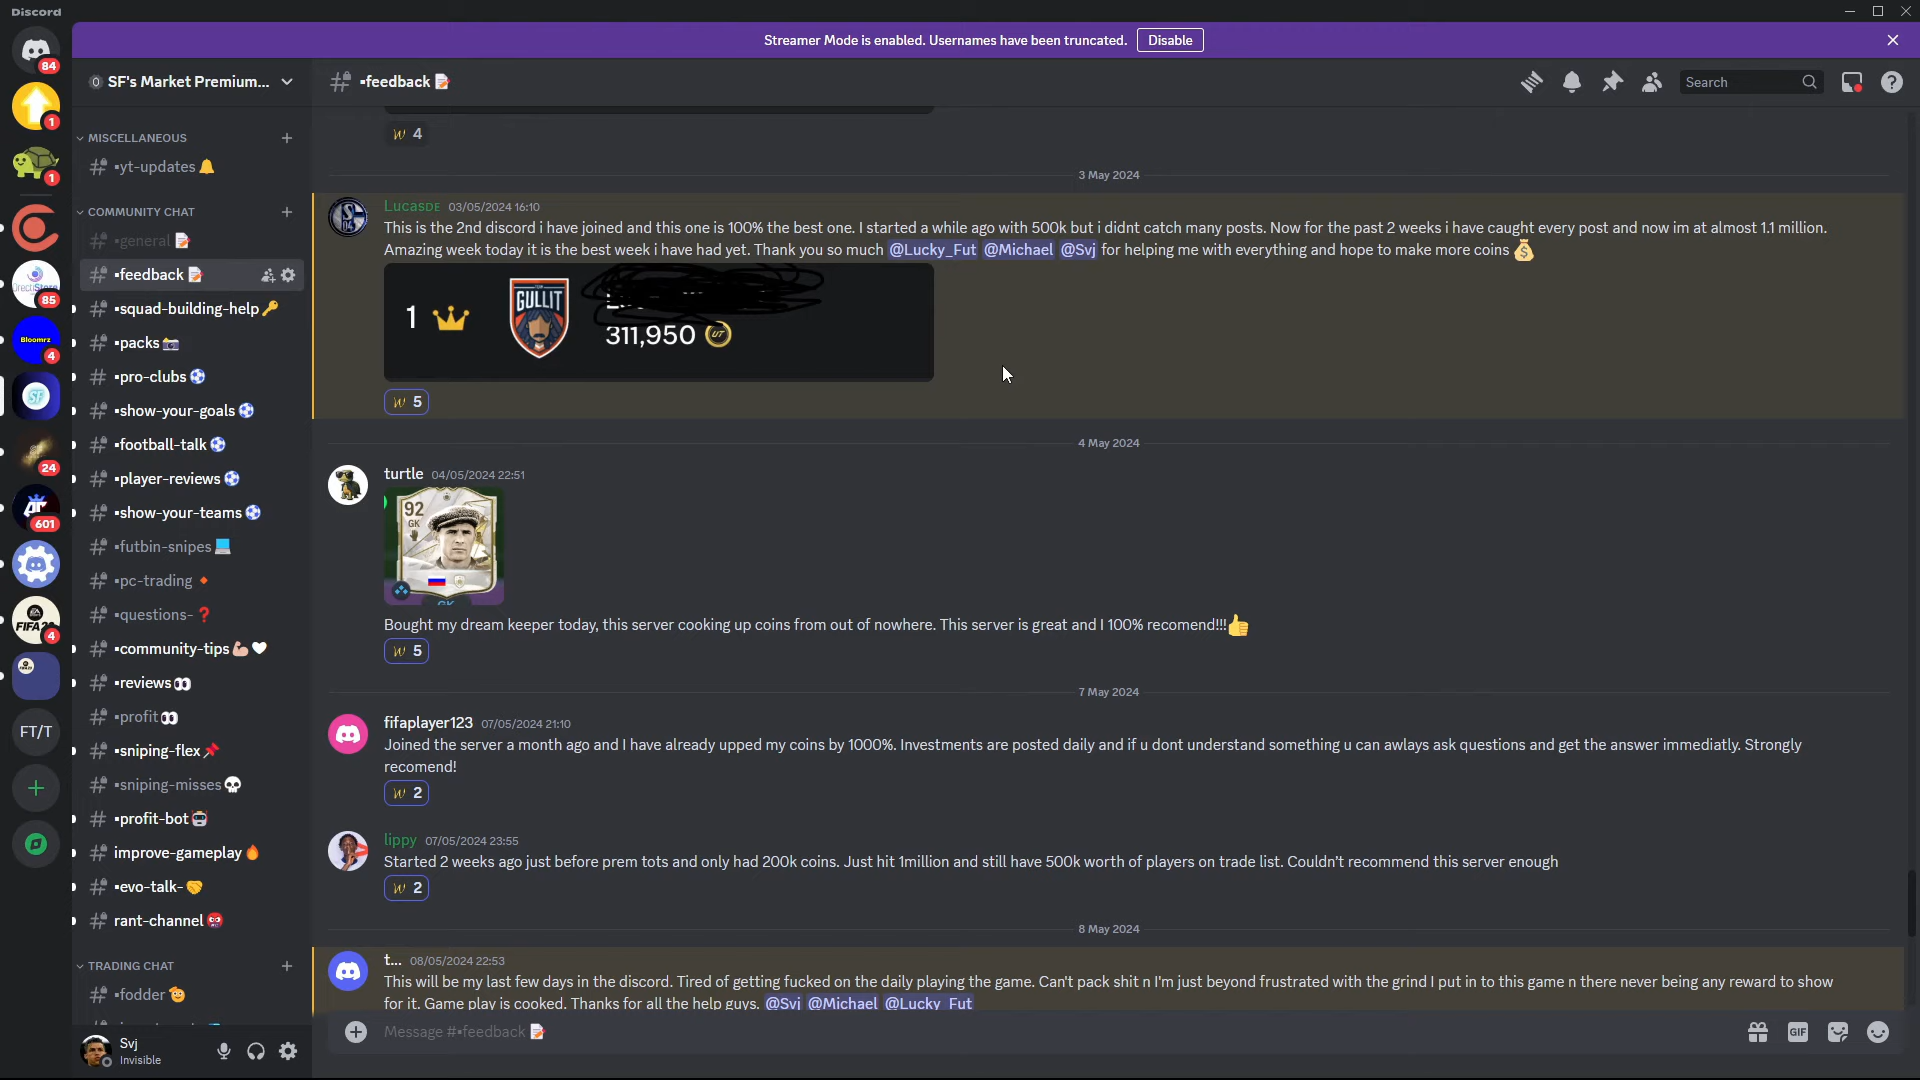 Discord
Streamer Mode is enabled. Usernames have been truncated. Disable
84
1
1
85
Bloomrz
4
SF
24
601
FIFA 2
4
FT/T
SF's Market Premium...
MISCELLANEOUS
▪yt-updates🔔
COMMUNITY CHAT
▪general📝
▪feedback📝
▪squad-building-help🔑
▪packs📷
▪pro-clubs⚽
▪show-your-goals⚽
▪football-talk⚽
▪player-reviews⚽
▪show-your-teams⚽
▪futbin-snipes💻
▪pc-trading🔸
▪questions-❓
▪community-tips💪🤍
▪reviews👀
▪profit👀
▪sniping-flex📌
▪sniping-misses💀
▪profit-bot🤖
improve-gameplay🔥
▪evo-talk-🤝
rant-channel👹
TRADING CHAT
▪fodder
Svj
Invisible
▪feedback📝
Search
W 4
3 May 2024
LucasDE 03/05/2024 16:10
This is the 2nd discord i have joined and this one is 100% the best one. I started a while ago with 500k but i didnt catch many posts. Now for the past 2 weeks i have caught every post and now im at almost 1.1 million.
Amazing week today it is the best week i have had yet. Thank you so much @Lucky_Fut @Michael @Svj for helping me with everything and hope to make more coins 💰
1
GULLIT
311,950 UT
W 5
4 May 2024
turtle 04/05/2024 22:51
92
GK
GK
Bought my dream keeper today, this server cooking up coins from out of nowhere. This server is great and I 100% recomend!!!👍
W 5
7 May 2024
fifaplayer123 07/05/2024 21:10
Joined the server a month ago and I have already upped my coins by 1000%. Investments are posted daily and if u dont understand something u can awlays ask questions and get the answer immediatly. Strongly
recomend!
W 2
lippy 07/05/2024 23:55
Started 2 weeks ago just before prem tots and only had 200k coins. Just hit 1million and still have 500k worth of players on trade list. Couldn't recommend this server enough
W 2
8 May 2024
t... 08/05/2024 22:53
This will be my last few days in the discord. Tired of getting fucked on the daily playing the game. Can't pack shit n I'm just beyond frustrated with the grind I put in to this game n there never being any reward to show
for it. Game play is cooked. Thanks for all the help guys. @Svj @Michael @Lucky_Fut
Message #▪feedback📝
GIF